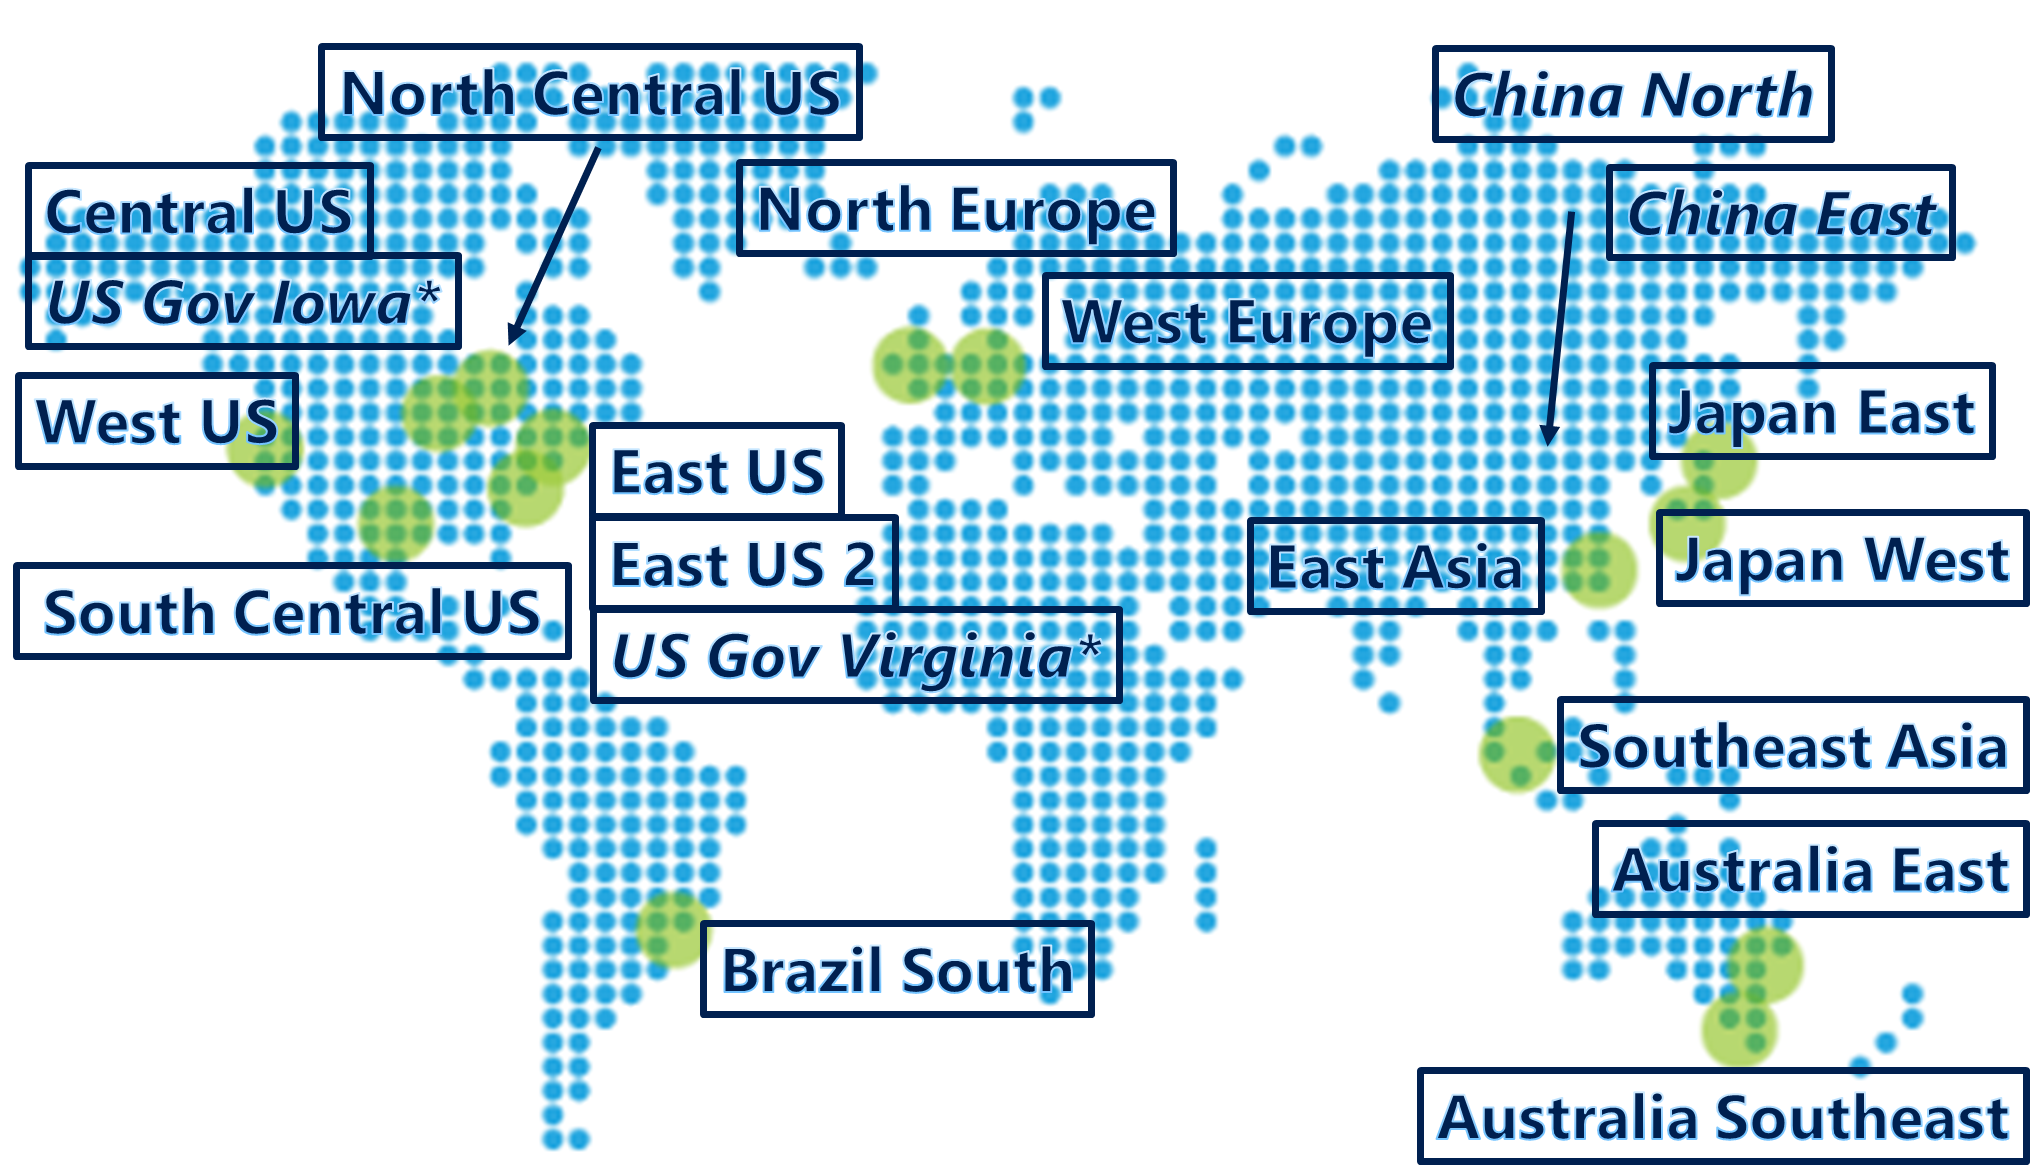 North Central US
China North
Central US
North Europe
China East
US Gov Iowa*
West Europe
West US
Japan East
East US
East US 2
East Asia
Japan West
South Central US
US Gov Virginia*
Southeast Asia
Australia East
Brazil South
Australia Southeast